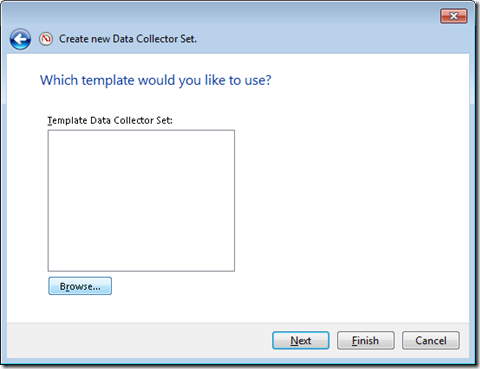 Create new Data Collector Set.
Which template would you like to use?
Template Data Collector Set:
Browse...
Next Finish Cancel